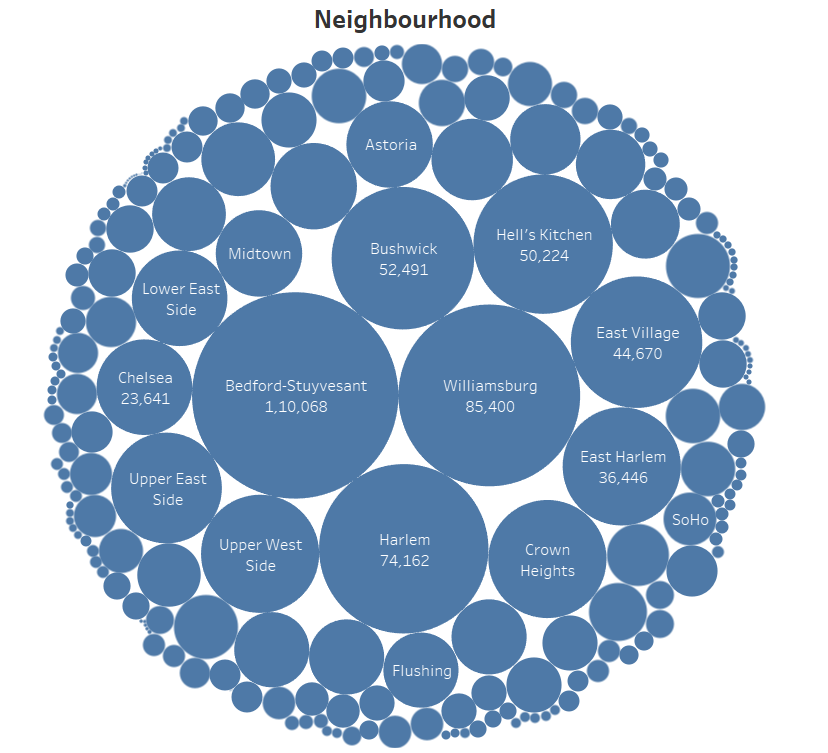 Neighbourhood
Astoria
Hell's Kitchen
50,224
Bushwick
52,491
Midtown
Lower East
Side
East Village
44,670
Chelsea
23,641
Bedford-Stuyvesant
1,10,068
Williamsburg
85,400
East Harlem
36,446
Upper East
Side
SoHo
Upper West
Side
Harlem
74,162
Crown
Heights
Flushing